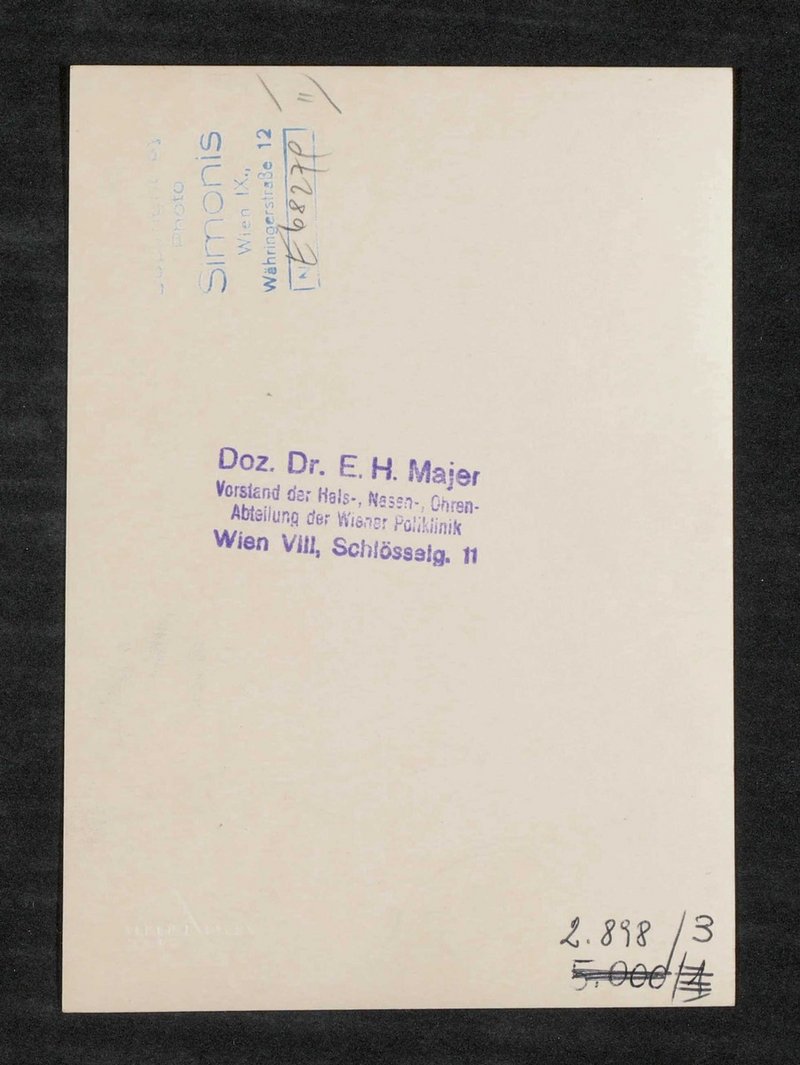 Photo
Simonis
Wien IX.,
Währingerstraße 12
Doz. Dr. E. H. Majer
Vorstand der Hals-, Nasen-, Ohren-
Abteilung der Wiener Poliklinik
Wien VIII, Schlösselg. 11
2.898/3
5.000/1